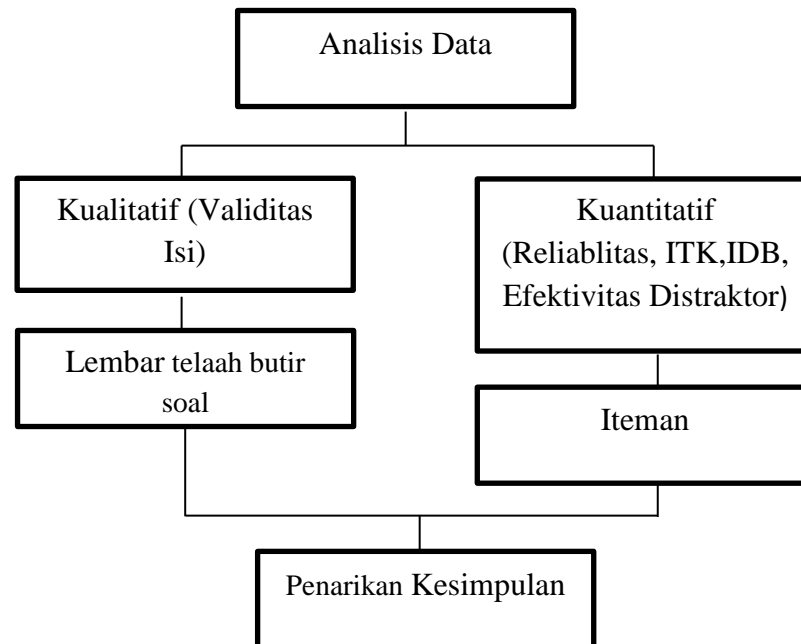 Analisis Data
Kualitatif (Validitas
Isi)
Kuantitatif
(Reliablitas, ITK,IDB,
Efektivitas Distraktor)
Lembar telaah butir
soal
Iteman
Penarikan Kesimpulan